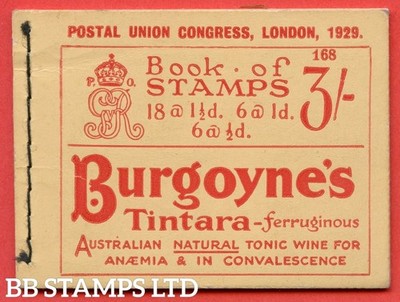 POSTAL UNION CONGRESS, LONDON, 1929.
168
P. O.
GR
Book · of
STAMPS 3/-
18 @ 1½d. 6 @ 1d.
6 @ ½d.
Burgoyne's
Tintara-ferruginous
AUSTRALIAN NATURAL TONIC WINE FOR
ANÆMIA & IN CONVALESCENCE
BB STAMPS LTD